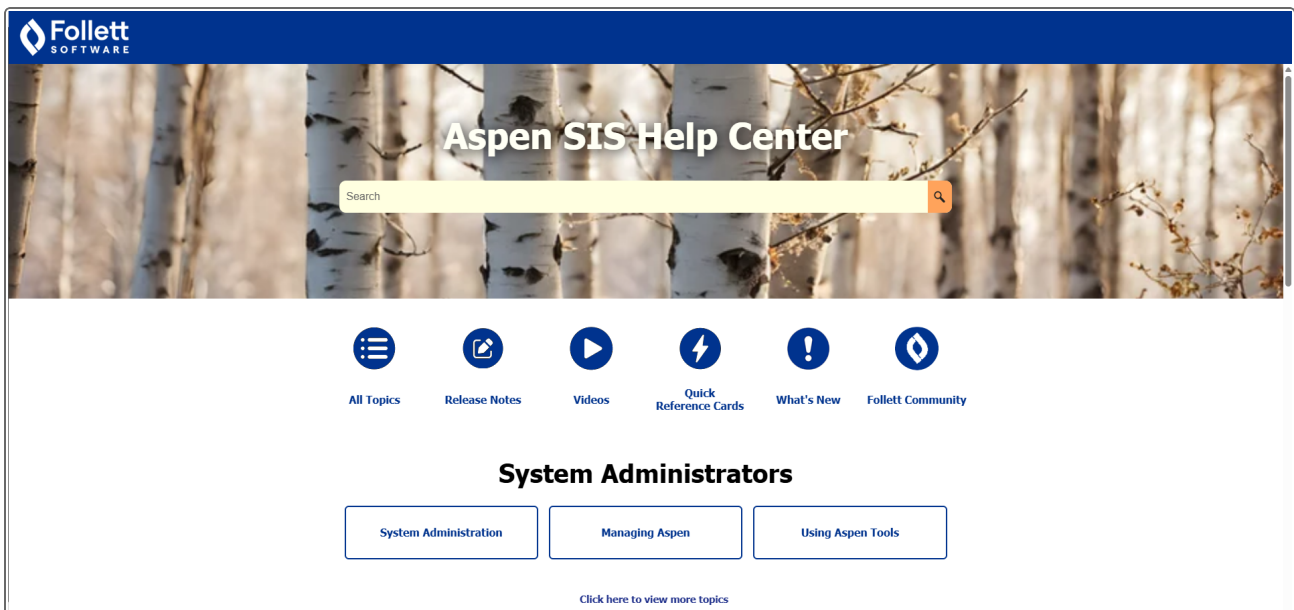 Follett
SOFTWARE
Aspen SIS Help Center
Search
All Topics
Release Notes
Videos
Quick
Reference Cards
What's New
Follett Community
System Administrators
System Administration
Managing Aspen
Using Aspen Tools
Click here to view more topics